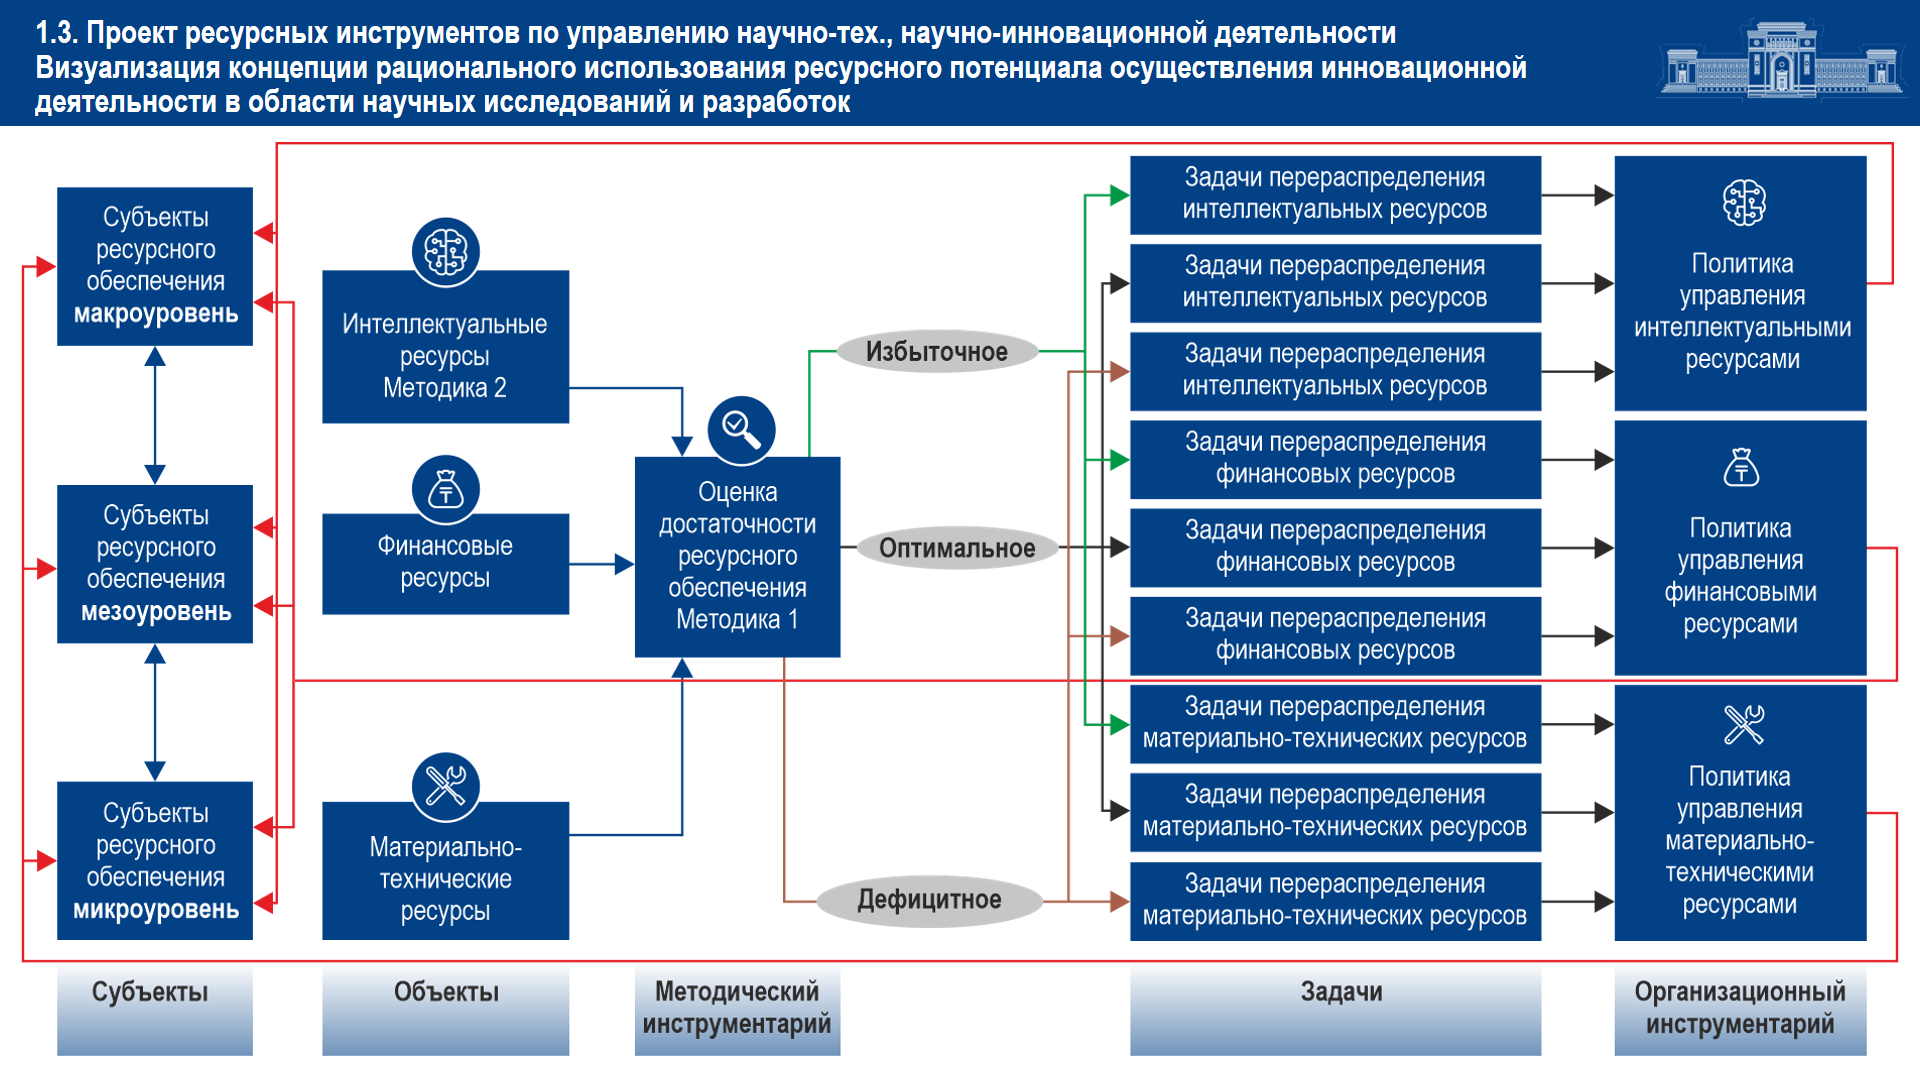 1.3. Проект ресурсных инструментов по управлению научно-тех., научно-инновационной деятельности
Визуализация концепции рационального использования ресурсного потенциала осуществления инновационной
деятельности в области научных исследований и разработок
Субъекты
ресурсного
обеспечения
макроуровень
Субъекты
ресурсного
обеспечения
мезоуровень
Субъекты
ресурсного
обеспечения
микроуровень
Субъекты
Интеллектуальные
ресурсы
Методика 2
Финансовые
ресурсы
Материально-
технические
ресурсы
Объекты
Оценка
достаточности
ресурсного
обеспечения
Методика 1
Методический
инструментарий
Избыточное
Оптимальное
Дефицитное
Задачи перераспределения
интеллектуальных ресурсов
Задачи перераспределения
интеллектуальных ресурсов
Задачи перераспределения
интеллектуальных ресурсов
Задачи перераспределения
финансовых ресурсов
Задачи перераспределения
финансовых ресурсов
Задачи перераспределения
финансовых ресурсов
Задачи перераспределения
материально-технических ресурсов
Задачи перераспределения
материально-технических ресурсов
Задачи перераспределения
материально-технических ресурсов
Задачи
Политика
управления
интеллектуальными
ресурсами
Политика
управления
финансовыми
ресурсами
Политика
управления
материально-
техническими
ресурсами
Организационный
инструментарий